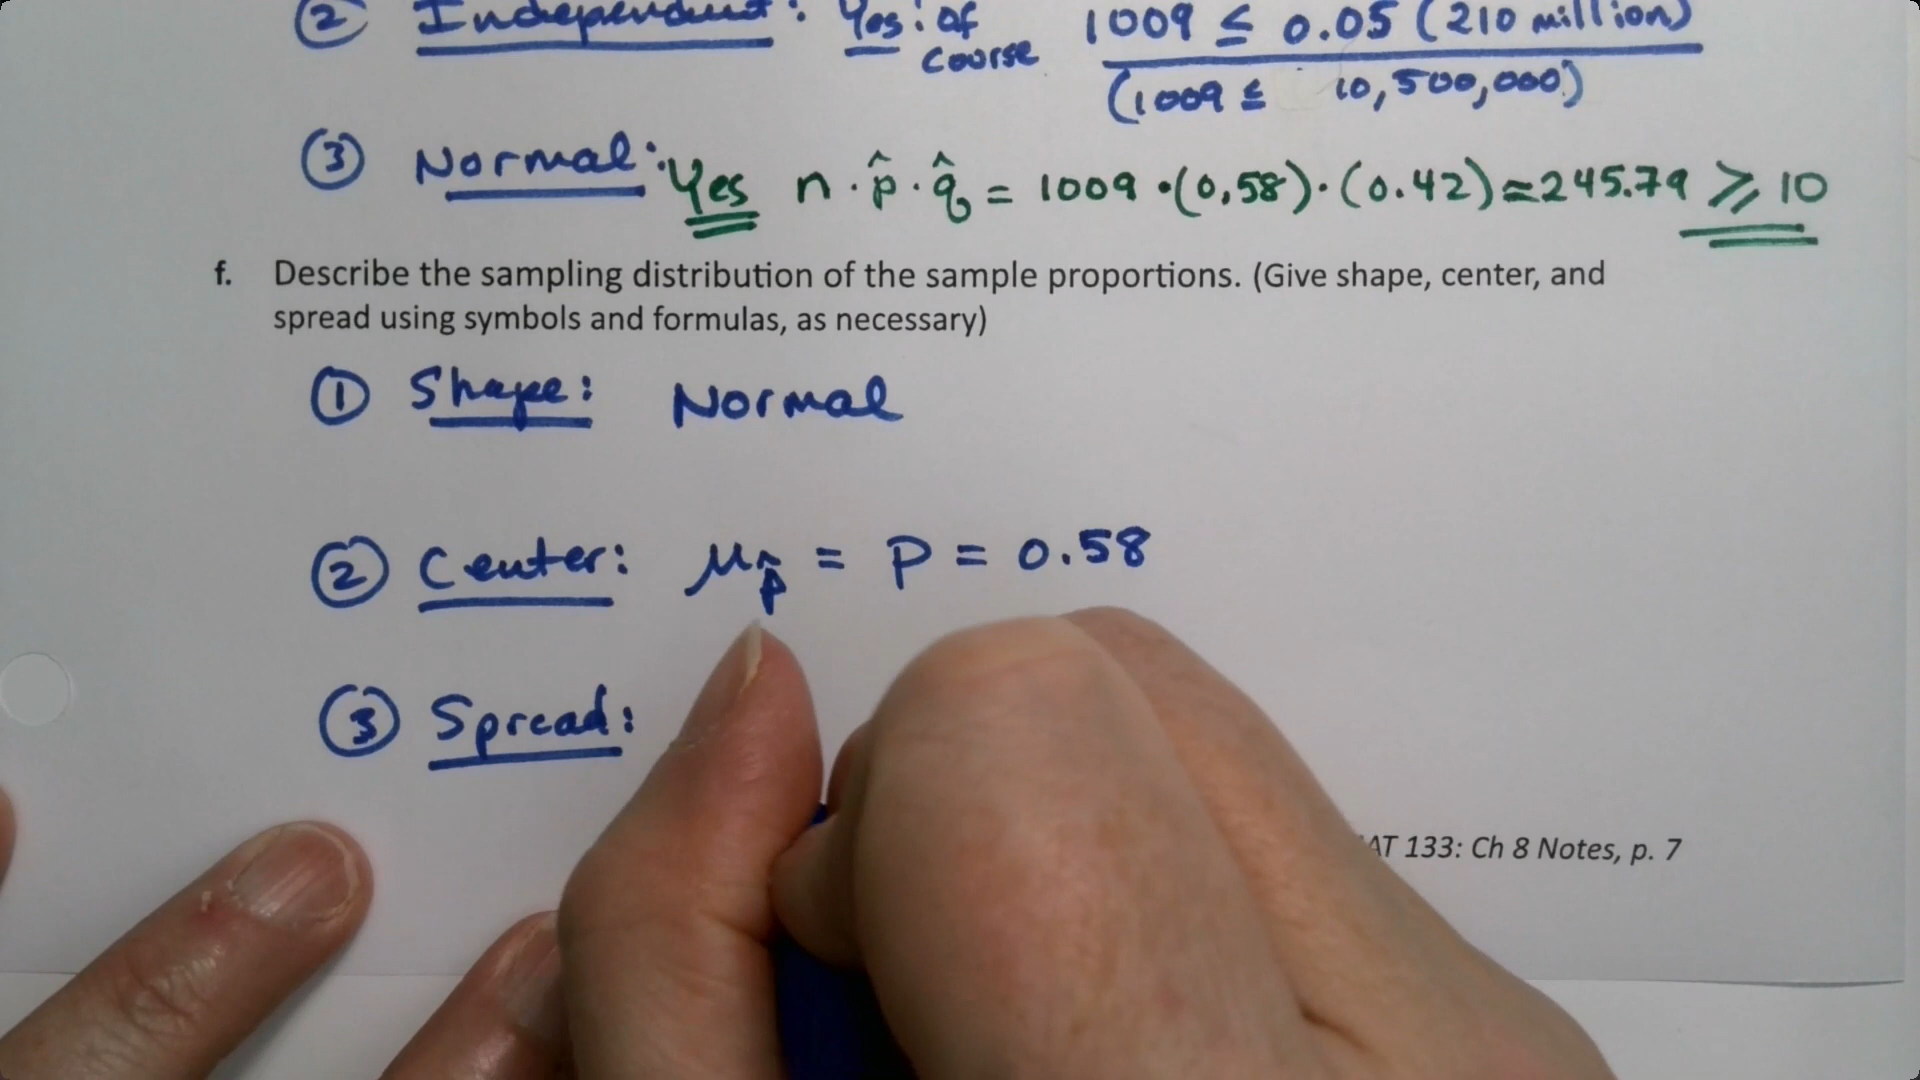 ② Independent: Yes: of course 1009 ≤ 0.05 (210 million)
(1009 ≤ 10,500,000)
③ Normal: Yes n · p̂ · q̂ = 1009 · (0.58) · (0.42) ≈ 245.79 ≥ 10
f. Describe the sampling distribution of the sample proportions. (Give shape, center, and
spread using symbols and formulas, as necessary)
① Shape: Normal
② Center: μp̂ = P = 0.58
③ Spread:
AT 133: Ch 8 Notes, p. 7